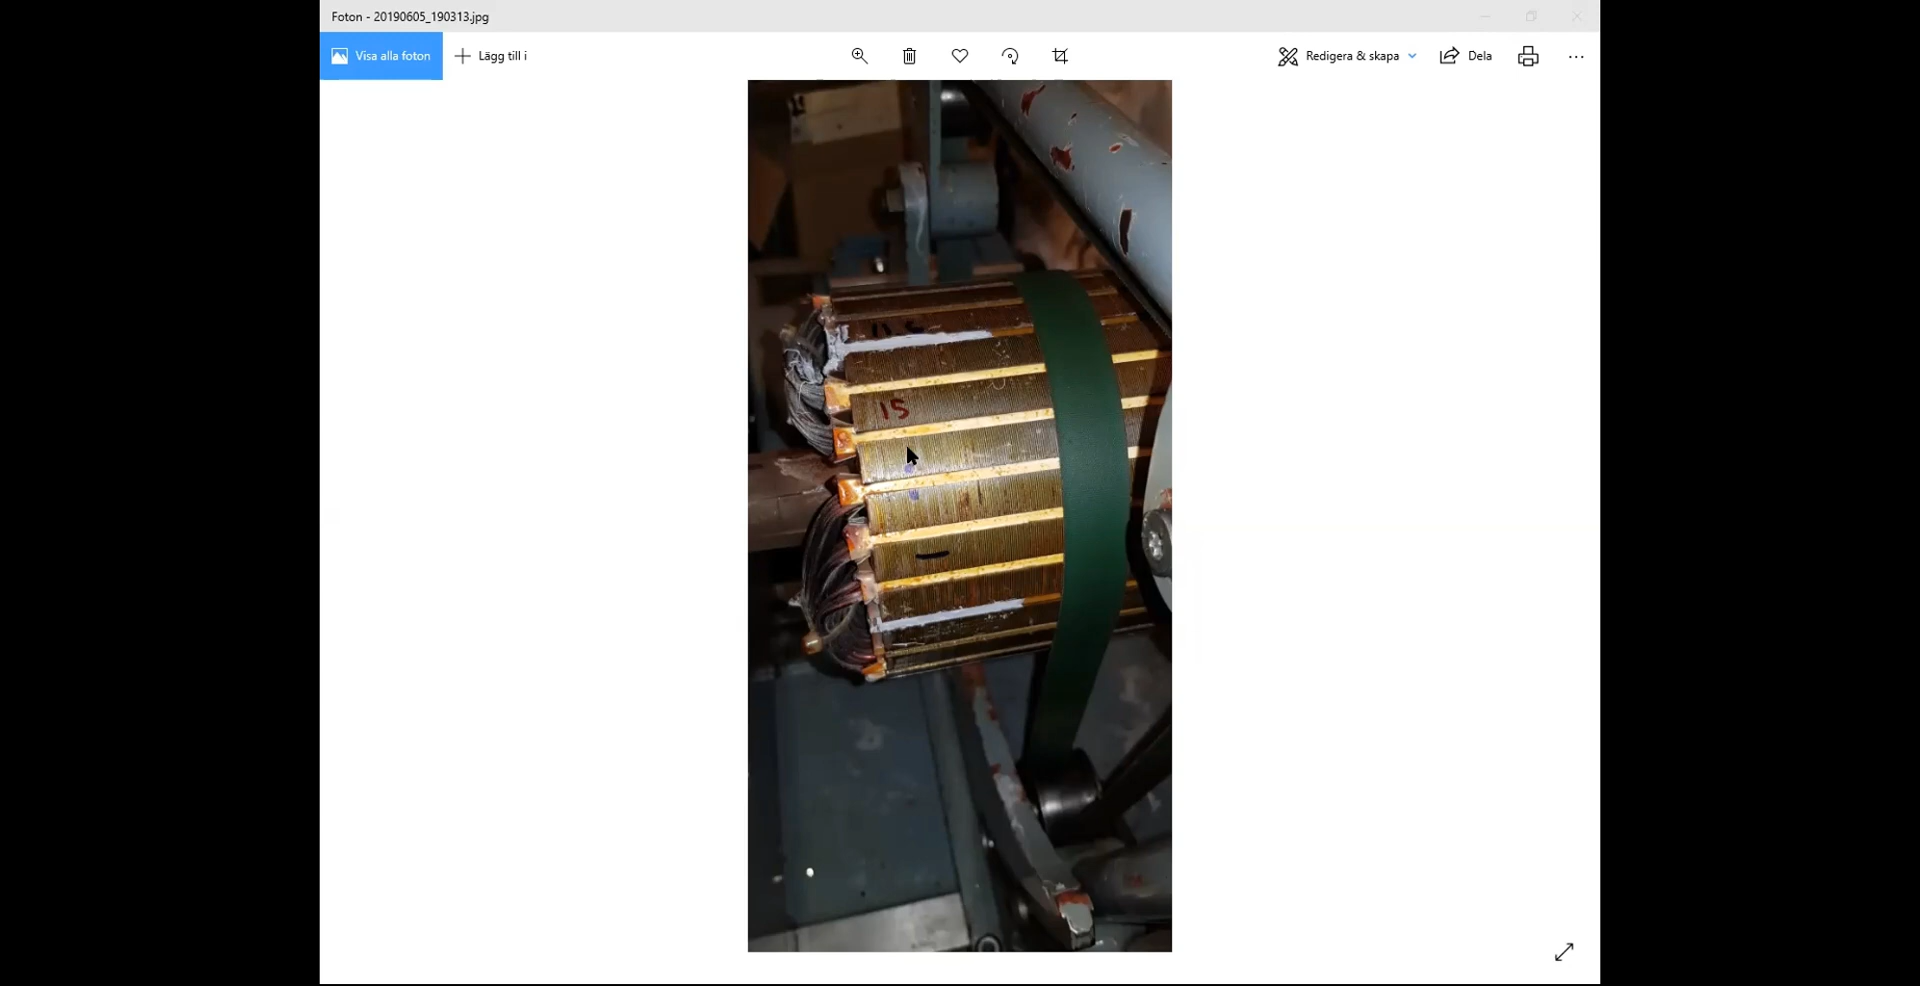 Foton - 20190605_190313.jpg
Visa alla foton
Lägg till i
Redigera & skapa
Dela
15